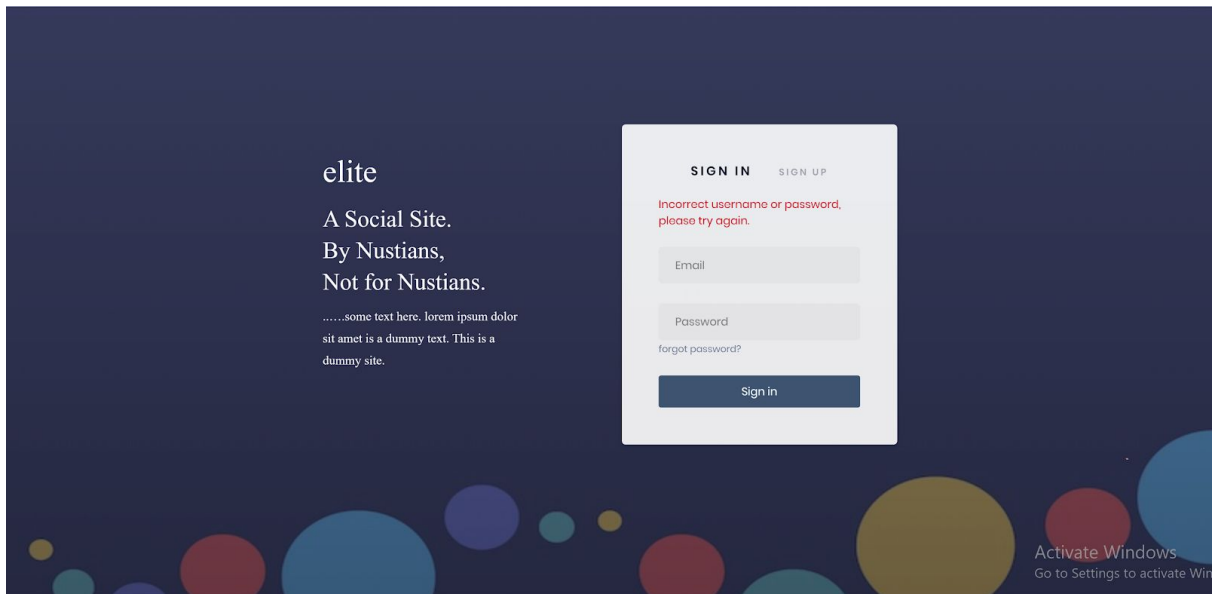 elite
A Social Site.
By Nustians,
Not for Nustians.
……some text here. lorem ipsum dolor
sit amet is a dummy text. This is a
dummy site.
SIGN IN SIGN UP
Incorrect username or password,
please try again.
Email
Password
forgot password?
Sign in
Activate Windows
Go to Settings to activate Win